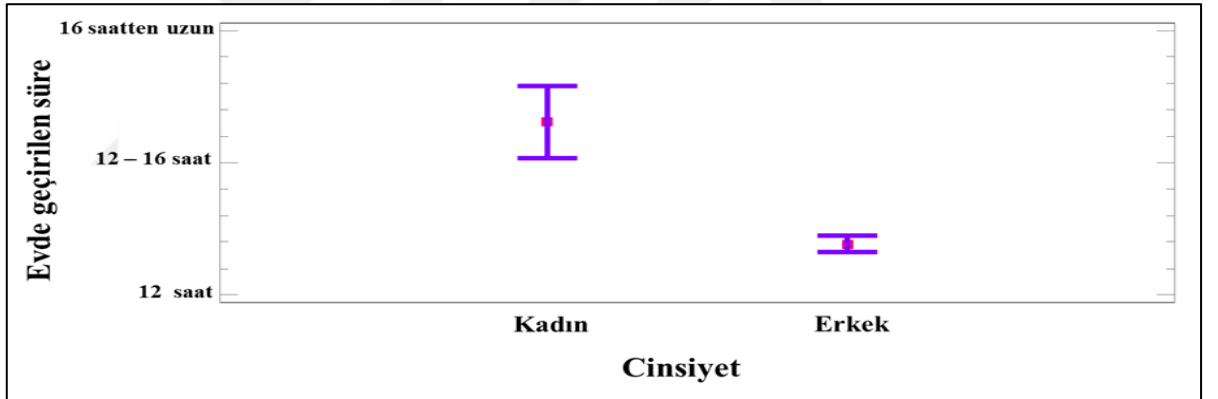 16 saatten uzun
12 – 16 saat
12 saat
Evde geçirilen süre
Kadın
Erkek
Cinsiyet